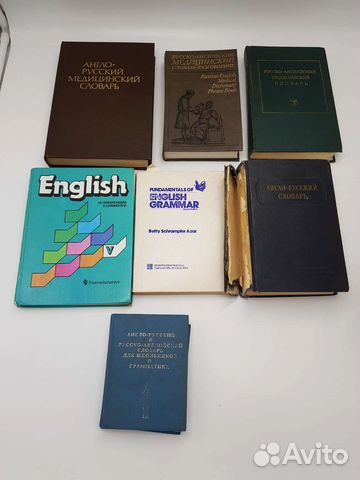 АНГЛО-
РУССКИЙ
МЕДИЦИНСКИЙ
СЛОВАРЬ
РУССКО-АНГЛИЙСКИЙ
МЕДИЦИНСКИЙ
СЛОВАРЬ-РАЗГОВОРНИК
Russian-English
Medical
Dictionary
Phrase-Book
РУССКО-АНГЛИЙСКИЙ
МЕДИЦИНСКИЙ
СЛОВАРЬ
English
V
FUNDAMENTALS OF
ENGLISH
GRAMMAR
Betty Schrampfer Azar
АНГЛО-РУССКИЙ
СЛОВАРЬ
АНГЛО-РУССКИЙ
И
РУССКО-АНГЛИЙСКИЙ
СЛОВАРЬ
ДЛЯ ШКОЛЬНИКОВ
И
ГРАММАТИКА
Avito